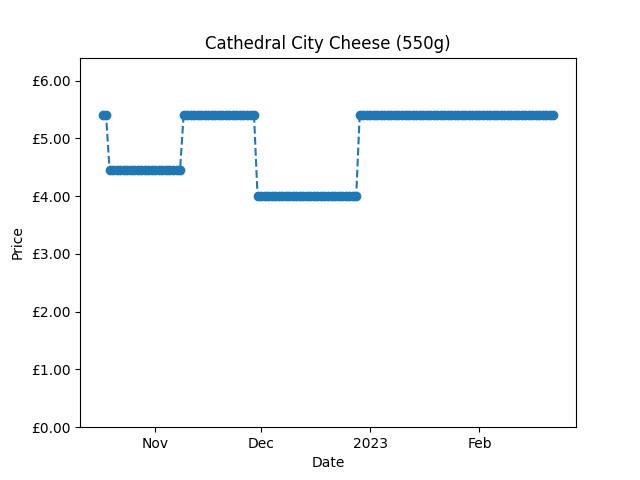 Cathedral City Cheese (550g)
£6.00
£5.00
£4.00
£3.00
£2.00
£1.00
£0.00
Price
Nov Dec 2023 Feb
Date